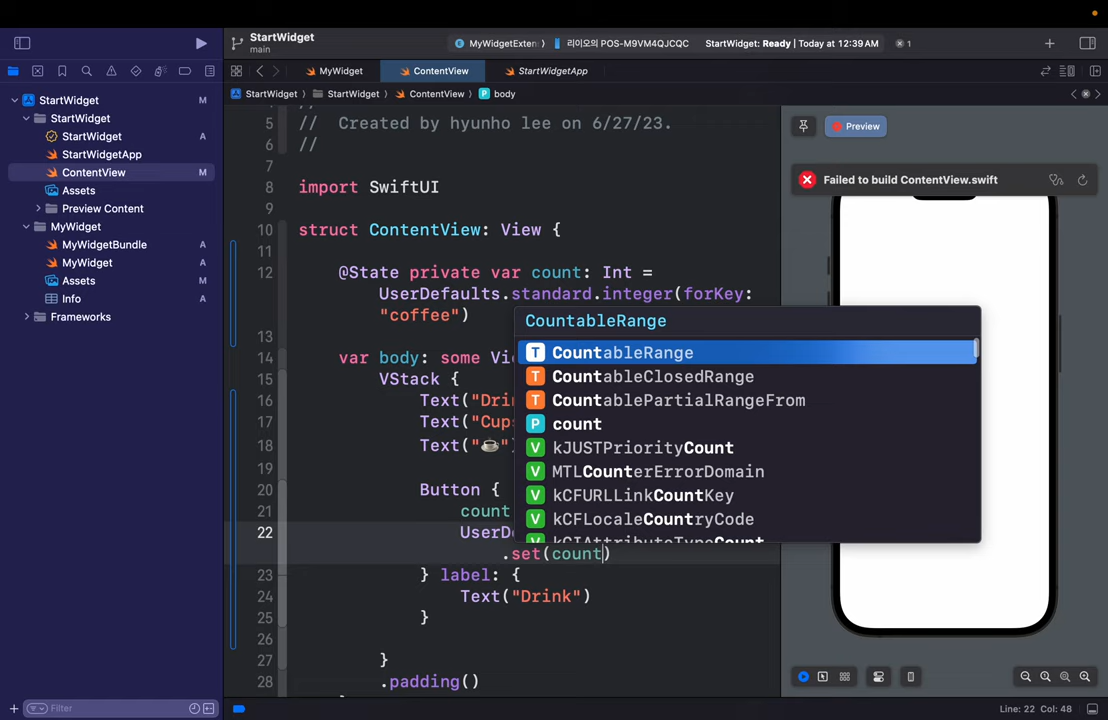 StartWidget
main
MyWidgetExten
리이오의 POS-M9VM4QJCQC
StartWidget: Ready | Today at 12:39 AM
1
MyWidget
ContentView
StartWidgetApp
StartWidget
StartWidget
ContentView
body
StartWidget M
StartWidget
StartWidget A
StartWidgetApp
ContentView M
Assets
Preview Content
MyWidget
MyWidgetBundle A
MyWidget A
Assets M
Info A
Frameworks
Filter
5 // Created by hyunho lee on 6/27/23.
6 //
7
8 import SwiftUI
9
10 struct ContentView: View {
11
12 @State private var count: Int =
UserDefaults.standard.integer(forKey:
"coffee")
13
14 var body: some Vi
15 VStack {
16 Text("Drin
17 Text("Cups
18 Text("☕️")
19
20 Button {
21 count
22 UserD
.set(count)
23 } label: {
24 Text("Drink")
25 }
26
27 }
28 .padding()
CountableRange
T CountableRange
T CountableClosedRange
T CountablePartialRangeFrom
P count
V kJUSTPriorityCount
V MTLCounterErrorDomain
V kCFURLLinkCountKey
V kCFLocaleCountryCode
V kCIAttributeTypeCount
Preview
Failed to build ContentView.swift
Line: 22 Col: 48